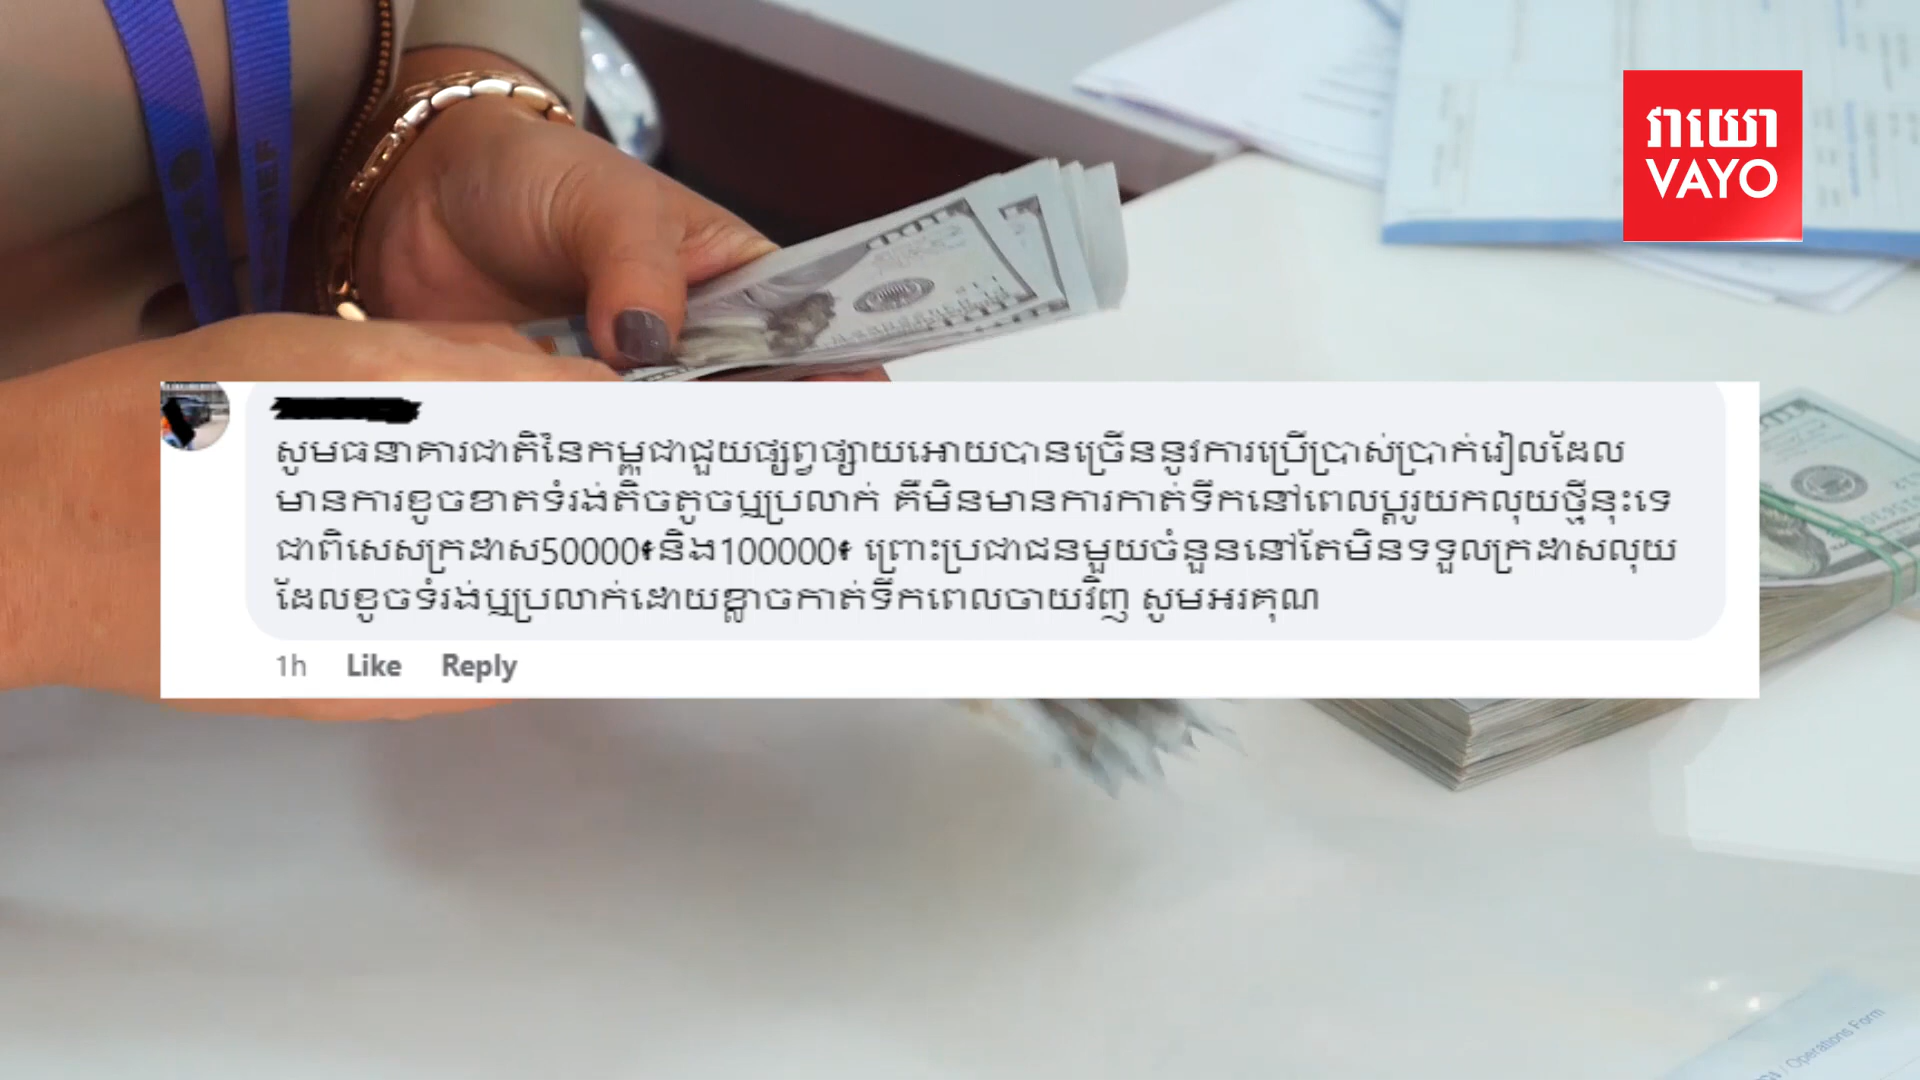 វាយោ
VAYO
សូមធនាគារជាតិនៃកម្ពុជាជួយផ្សព្វផ្សាយអោយបានច្រើននូវការប្រើប្រាស់ប្រាក់រៀលដែល
មានការខូចខាតទំរង់តិចតូចឬប្រលាក់ គឺមិនមានការកាត់ទឹកនៅពេលប្តូរយកលុយថ្មីនុះទេ
ជាពិសេសក្រដាស50000៛និង100000៛ ព្រោះប្រជាជនមួយចំនួននៅតែមិនទទួលក្រដាសលុយ
ដែលខូចទំរង់ឬប្រលាក់ដោយខ្លាចកាត់ទឹកពេលចាយវិញ សូមអរគុណ
1h Like Reply
Operations Form